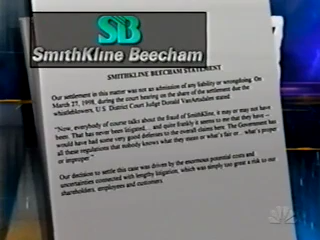 SB
SmithKline Beecham
SMITHKLINE BEECHAM STATEMENT
Our settlement in this matter was not an admission of any liability or wrongdoing. On
March 27, 1998, during the court hearing on the share of the settlement due the
whistleblowers, U.S. District Court Judge Donald VanArtsdalen stated
"Now, everybody of course talks about the fraud of SmithKline, it may or may not have
been. That has never been litigated.... and quite frankly it seems to me that they have --
would have had some very good defenses to the overall claims here. The Government has
all these regulations that nobody knows what they mean or what's fair or... what's proper
or improper."
Our decision to settle this case was driven by the enormous potential costs and
uncertainties connected with lengthy litigation, which was simply too great a risk to our
shareholders, employees and customers